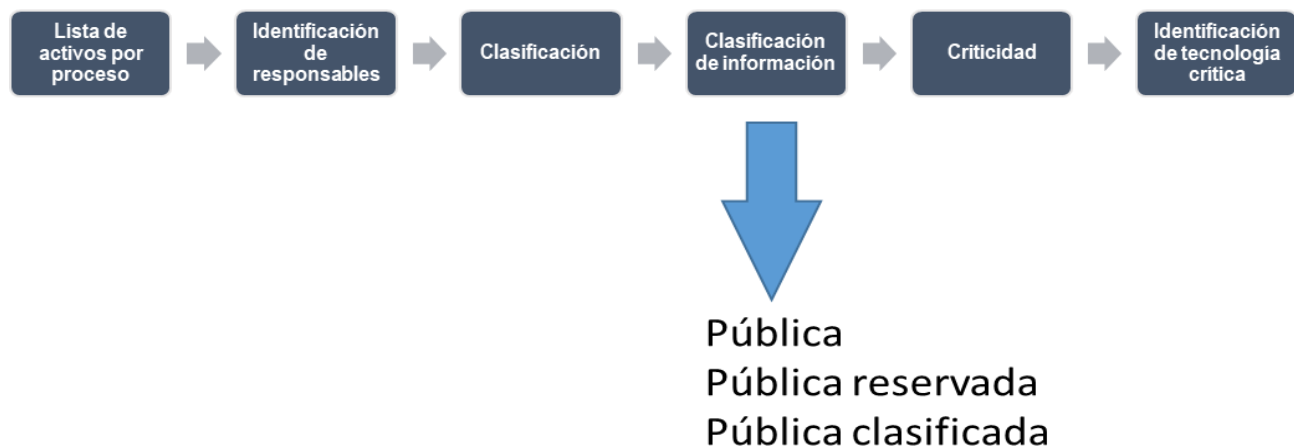 Lista de
activos por
proceso
Identificación
de
responsables
Clasificación
Clasificación
de información
Criticidad
Identificación
de tecnología
crítica
Pública
Pública reservada
Pública clasificada